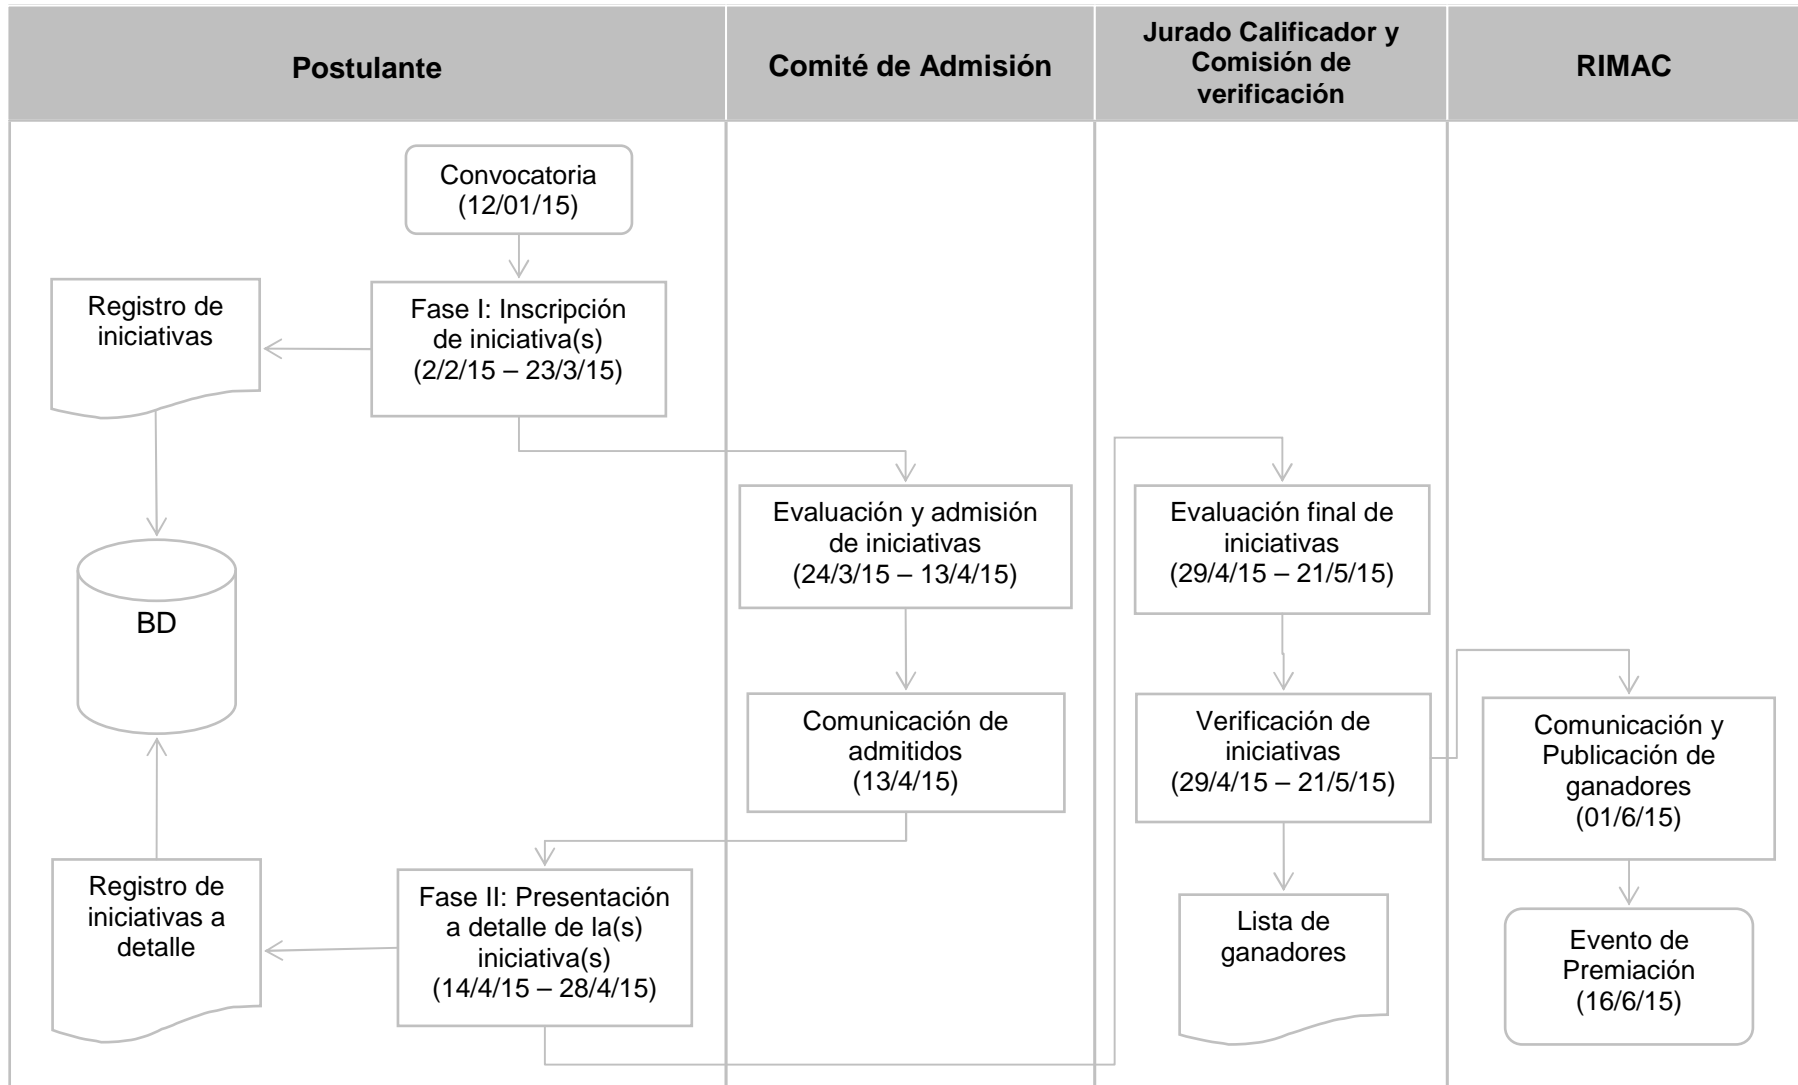 Postulante
Comité de Admisión
Jurado Calificador y
Comisión de
verificación
RIMAC
Convocatoria
(12/01/15)
Registro de
iniciativas
Fase I: Inscripción
de iniciativa(s)
(2/2/15 – 23/3/15)
Evaluación y admisión
de iniciativas
(24/3/15 – 13/4/15)
Evaluación final de
iniciativas
(29/4/15 – 21/5/15)
BD
Comunicación de
admitidos
(13/4/15)
Verificación de
iniciativas
(29/4/15 – 21/5/15)
Comunicación y
Publicación de
ganadores
(01/6/15)
Registro de
iniciativas a
detalle
Fase II: Presentación
a detalle de la(s)
iniciativa(s)
(14/4/15 – 28/4/15)
Lista de
ganadores
Evento de
Premiación
(16/6/15)